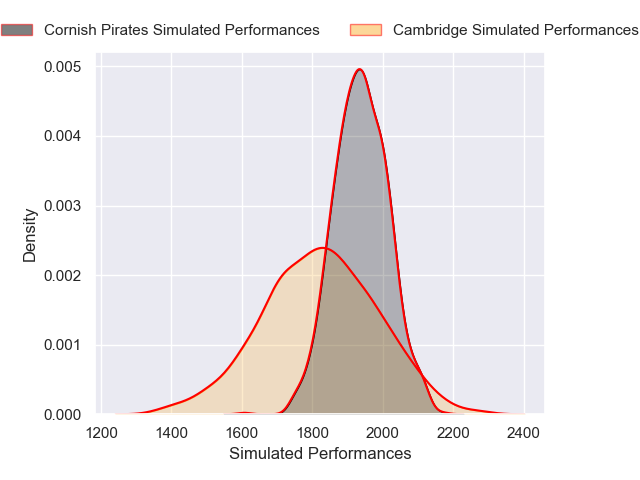 Cornish Pirates Simulated Performances Cambridge Simulated Performances
0.005
0.004
0.003
0.002
0.001
0.000
Density
1200 1400 1600 1800 2000 2200 2400
Simulated Performances